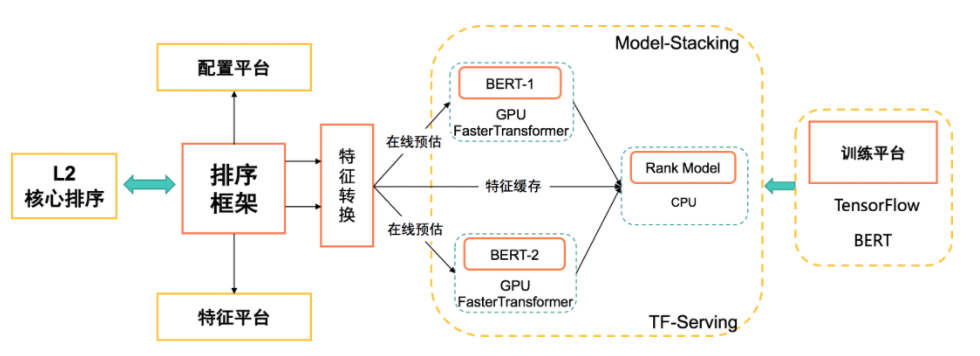 Model-Stacking
配置平台
BERT-1
GPU
FasterTransformer
在线预估
L2
核心排序
排序
框架
特
征
转
换
特征缓存
Rank Model
CPU
训练平台
TensorFlow
BERT
在线预估
BERT-2
GPU
FasterTransformer
特征平台
TF-Serving